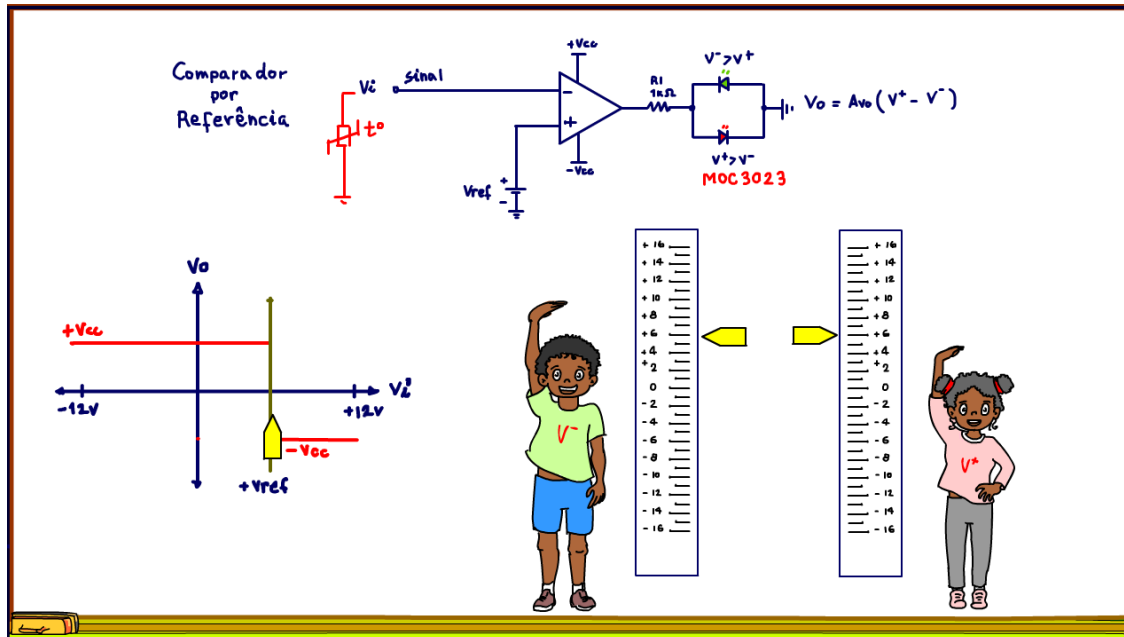 Comparador
por
Referência
Vi
sinal
t°
+Vcc
-
+
-Vcc
Vref
+
-
R1
1kΩ
V⁻>V⁺
V⁺>V⁻
MOC3023
Vo = Avo (V⁺ - V⁻)
Vo
+Vcc
-12V
+12V
Vi
-Vcc
+Vref
V⁻
+ 16
+ 14
+ 12
+ 10
+ 8
+ 6
+ 4
+ 2
0
- 2
- 4
- 6
- 8
- 10
- 12
- 14
- 16
+ 16
+ 14
+ 12
+ 10
+ 8
+ 6
+ 4
+ 2
0
- 2
- 4
- 6
- 8
- 10
- 12
- 14
- 16
V⁺